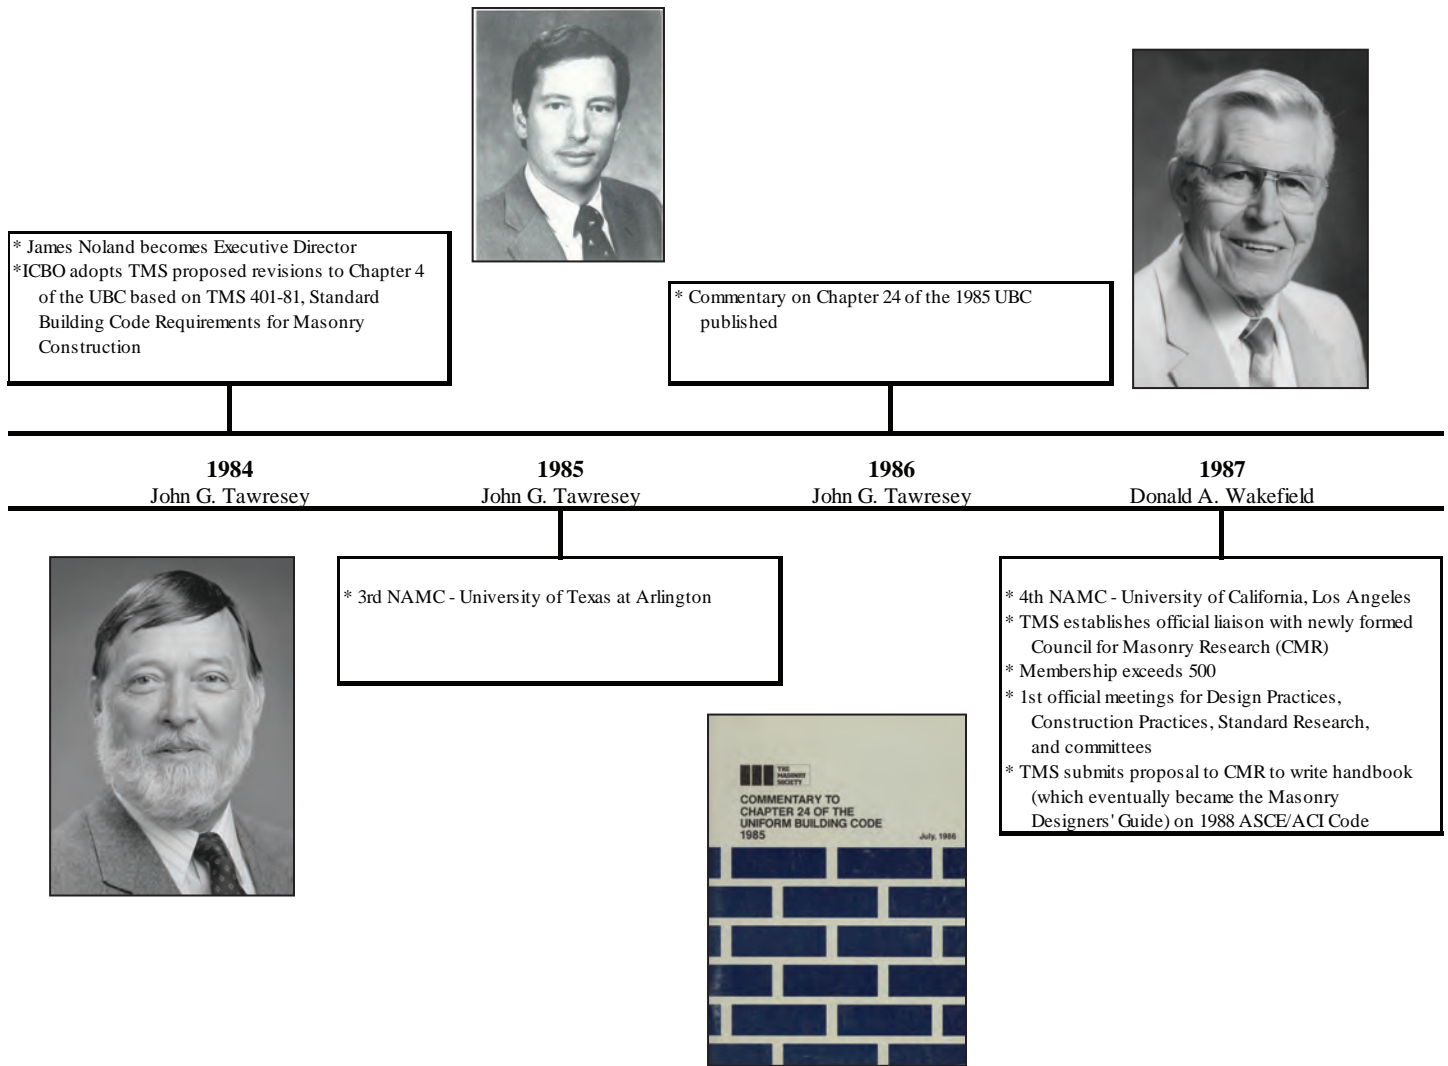 * James Noland becomes Executive Director
*ICBO adopts TMS proposed revisions to Chapter 4
of the UBC based on TMS 401-81, Standard
Building Code Requirements for Masonry
Construction
* Commentary on Chapter 24 of the 1985 UBC
published
1984
John G. Tawresey
1985
John G. Tawresey
1986
John G. Tawresey
1987
Donald A. Wakefield
* 3rd NAMC - University of Texas at Arlington
* 4th NAMC - University of California, Los Angeles
* TMS establishes official liaison with newly formed
Council for Masonry Research (CMR)
* Membership exceeds 500
* 1st official meetings for Design Practices,
Construction Practices, Standard Research,
and committees
* TMS submits proposal to CMR to write handbook
(which eventually became the Masonry
Designers' Guide) on 1988 ASCE/ACI Code
THE
MASONRY
SOCIETY
COMMENTARY TO
CHAPTER 24 OF THE
UNIFORM BUILDING CODE
1985
July, 1986